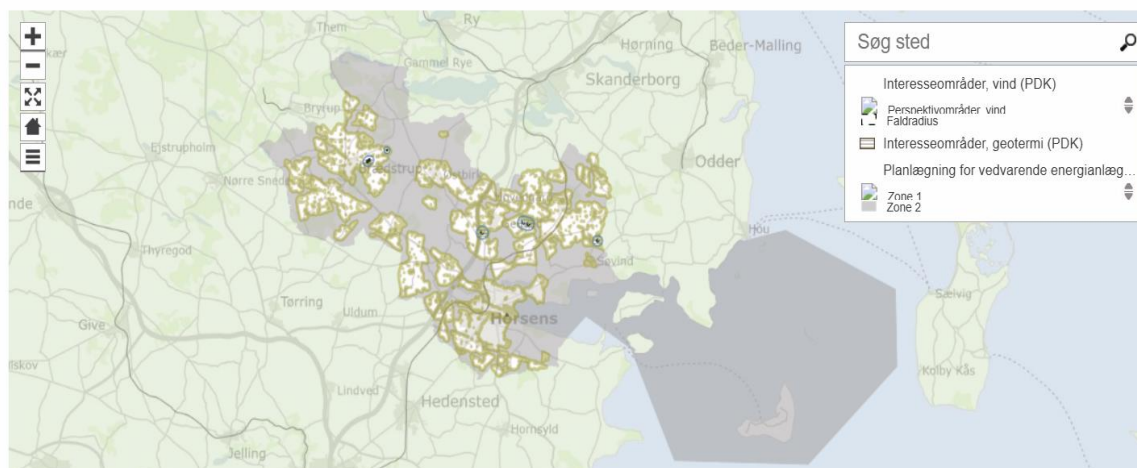 Them
Ry
Hørning
Beder-Malling
Søg sted
Gammel Rye
Skanderborg
Interesseområder, vind (PDK)
Perspektivområder, vind
Faldradius
Interesseområder, geotermi (PDK)
Planlægning for vedvarende energianlæg...
Zone 1
Zone 2
Bryrup
Ejstrupholm
Odder
Nørre Snede
Hou
Thyregod
Søvind
Tørring
Uldum
Horsens
Sælvig
Give
Kolby Kås
Lindved
Hedensted
Hornsyld
Jelling